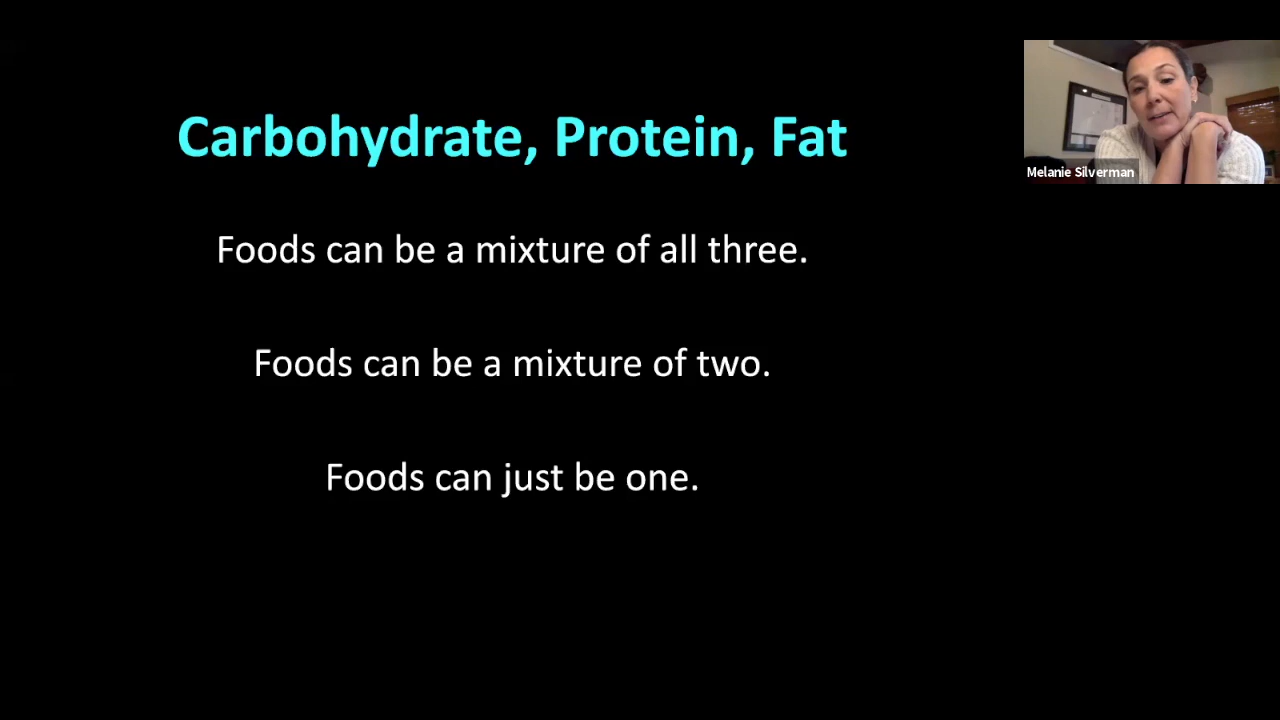 Carbohydrate, Protein, Fat
Melanie Silverman
Foods can be a mixture of all three.
Foods can be a mixture of two.
Foods can just be one.